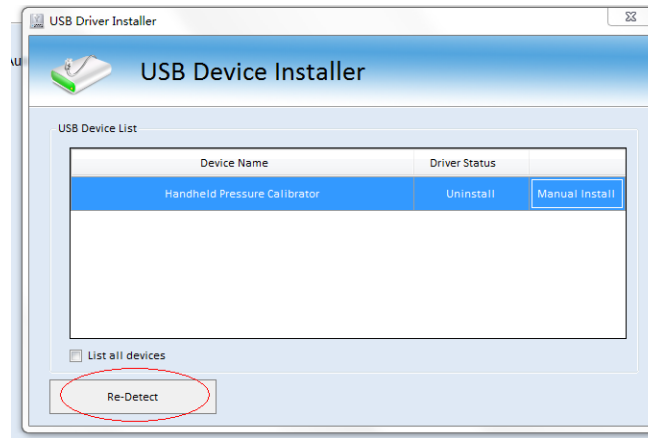 USB Driver Installer
USB Device Installer
USB Device List
Device Name Driver Status
Handheld Pressure Calibrator Uninstall Manual Install
List all devices
Re-Detect